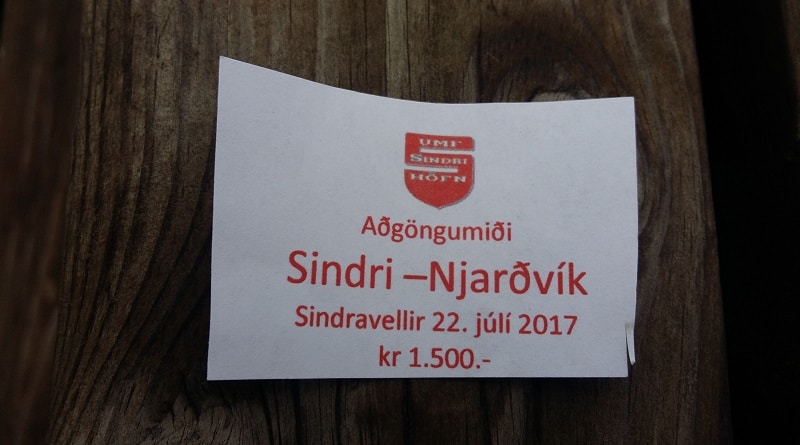 UMF
SINDRI
HÖFN
Aðgöngumiði
Sindri –Njarðvík
Sindravellir 22. júlí 2017
kr 1.500.-